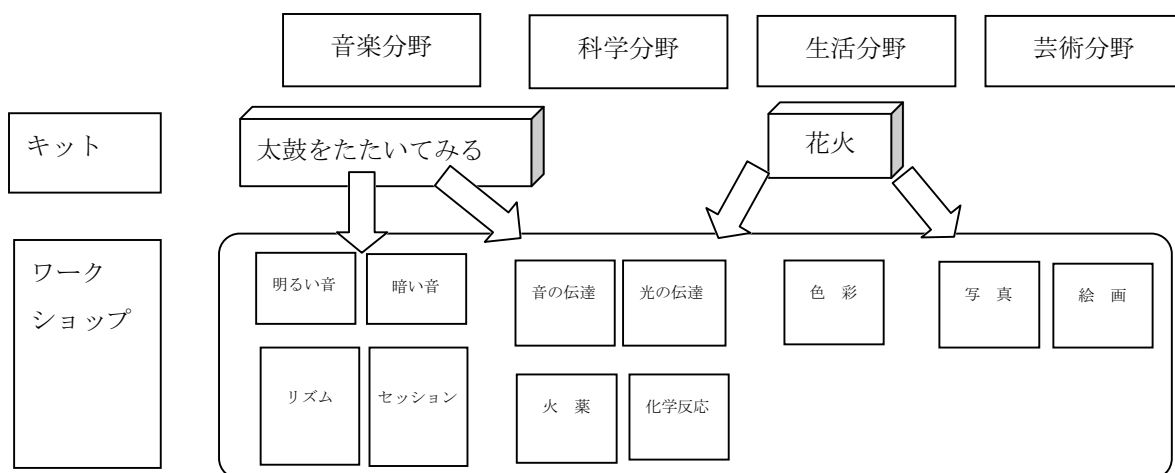 音楽分野
科学分野
生活分野
芸術分野
キット
太鼓をたたいてみる
花火
ワーク
ショップ
明るい音
暗い音
音の伝達
光の伝達
色　彩
写　真
絵　画
リズム
セッション
火　薬
化学反応